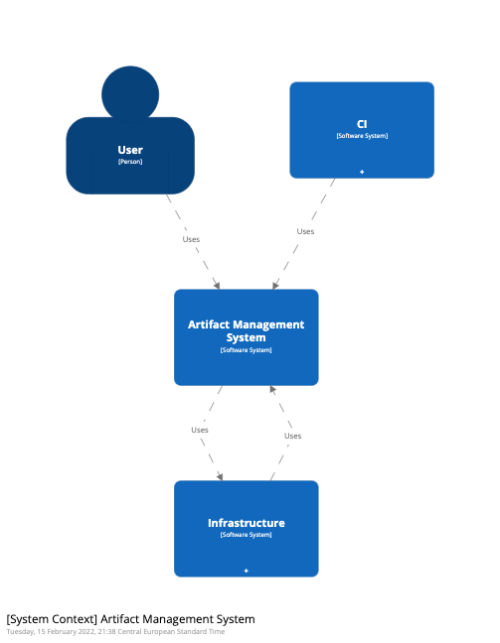 User
[Person]
CI
[Software System]
+
Uses
Uses
Artifact Management
System
[Software System]
Uses
Uses
Infrastructure
[Software System]
+
[System Context] Artifact Management System
Tuesday, 15 February 2022, 21:38 Central European Standard Time